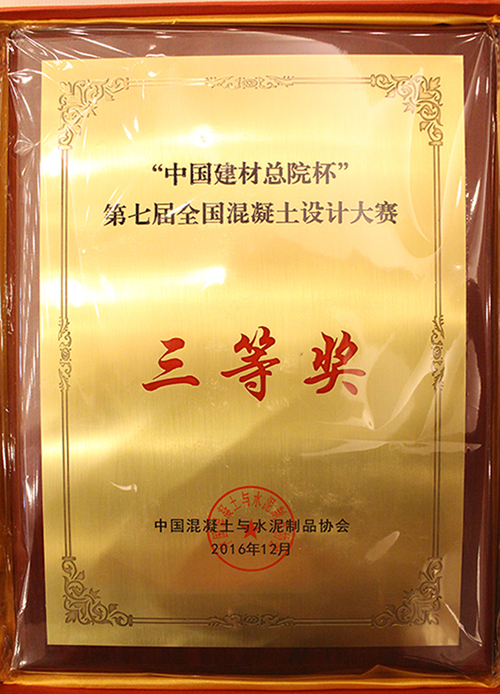 “中国建材总院杯”
第七届全国混凝土设计大赛
三等奖
中国混凝土与水泥制品协会
2016年12月